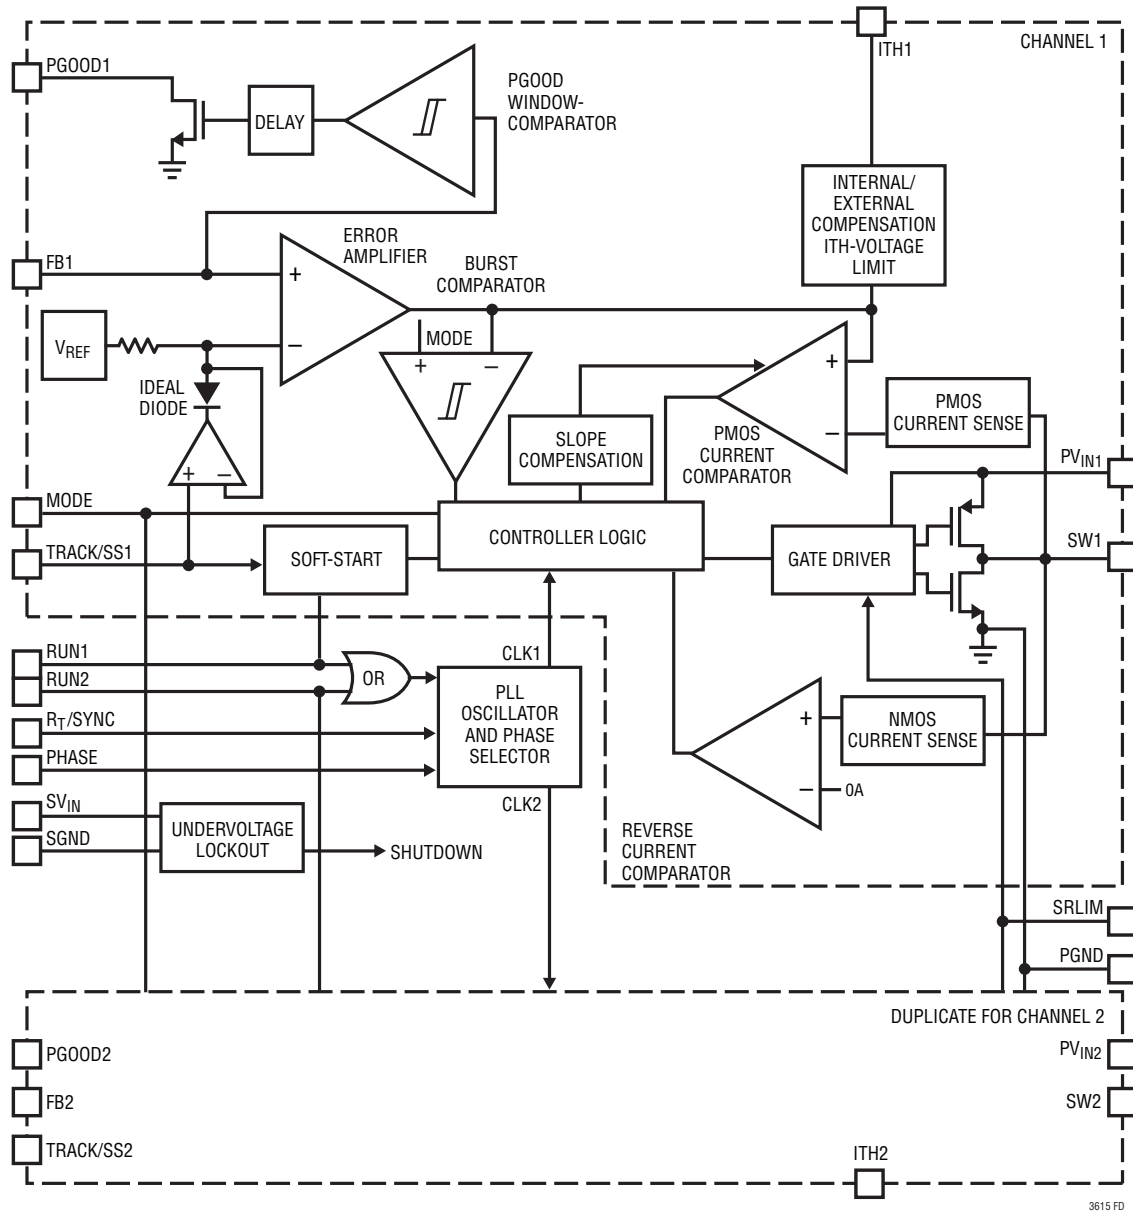 CHANNEL 1
ITH1
PGOOD1
PGOOD
WINDOW-
COMPARATOR
DELAY
INTERNAL/
EXTERNAL
COMPENSATION
ITH-VOLTAGE
LIMIT
ERROR
AMPLIFIER
FB1
+
BURST
COMPARATOR
MODE
VREF
−
+
−
+
IDEAL
DIODE
PMOS
CURRENT SENSE
SLOPE
COMPENSATION
PMOS
CURRENT
COMPARATOR
−
PVIN1
+
−
MODE
CONTROLLER LOGIC
TRACK/SS1
SOFT-START
GATE DRIVER
SW1
RUN1
RUN2
OR
CLK1
PLL
OSCILLATOR
AND PHASE
SELECTOR
RT/SYNC
PHASE
+
NMOS
CURRENT SENSE
−
0A
CLK2
SVIN
SGND
UNDERVOLTAGE
LOCKOUT
SHUTDOWN
REVERSE
CURRENT
COMPARATOR
SRLIM
PGND
DUPLICATE FOR CHANNEL 2
PGOOD2
PVIN2
FB2
SW2
TRACK/SS2
ITH2
3615 FD